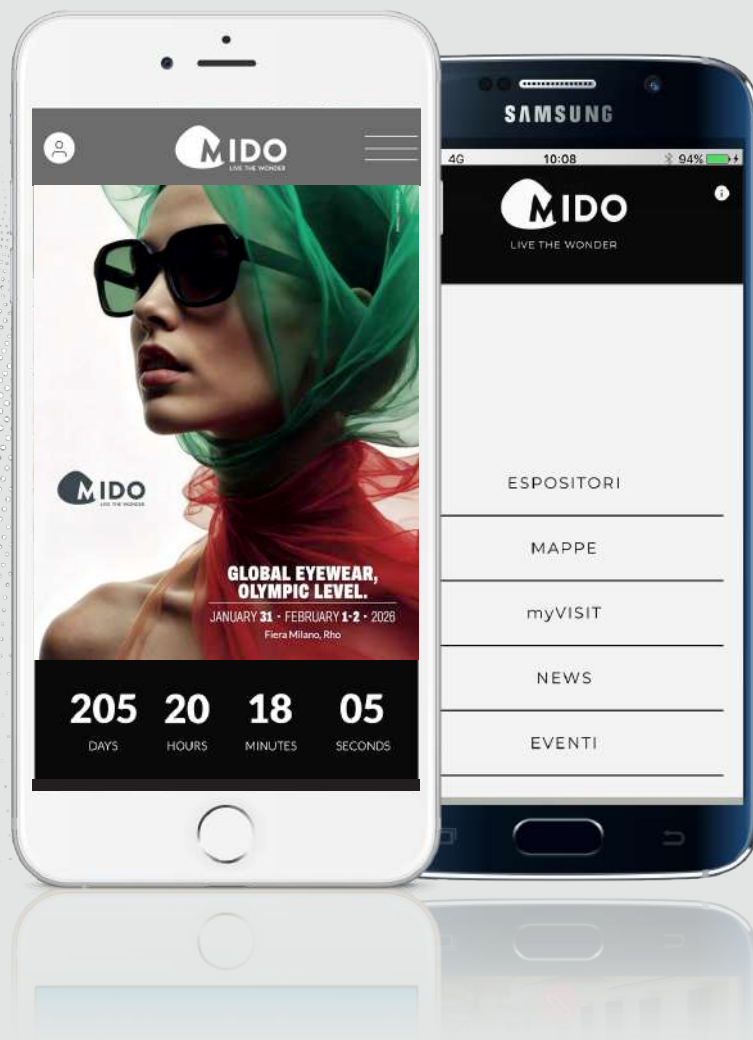 MIDO
LIVE THE WONDER
MIDO
LIVE THE WONDER
GLOBAL EYEWEAR,
OLYMPIC LEVEL.
JANUARY 31 - FEBRUARY 1-2 - 2026
Fiera Milano, Rho
205 20 18 05
DAYS HOURS MINUTES SECONDS
SAMSUNG
4G 10:08 94%
MIDO
LIVE THE WONDER
ESPOSITORI
MAPPE
myVISIT
NEWS
EVENTI